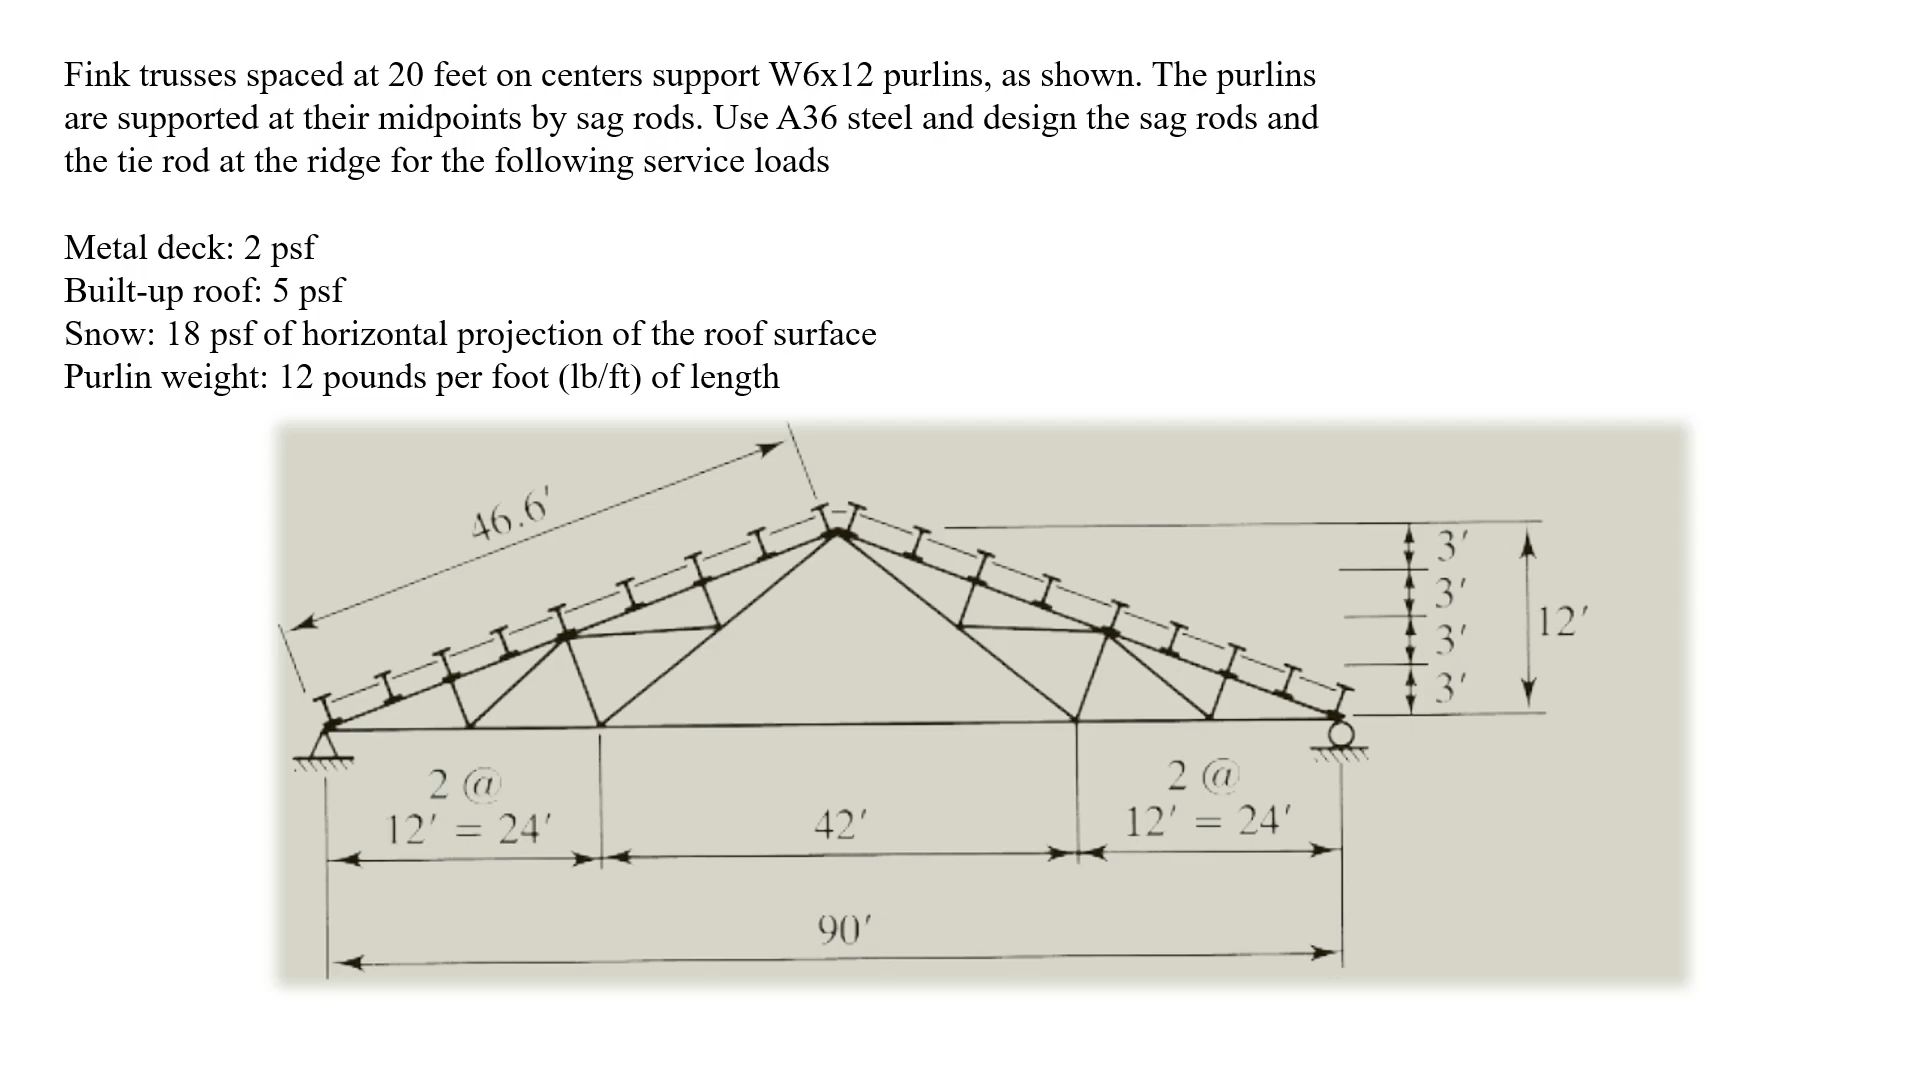 Fink trusses spaced at 20 feet on centers support W6x12 purlins, as shown. The purlins
are supported at their midpoints by sag rods. Use A36 steel and design the sag rods and
the tie rod at the ridge for the following service loads
Metal deck: 2 psf
Built-up roof: 5 psf
Snow: 18 psf of horizontal projection of the roof surface
Purlin weight: 12 pounds per foot (lb/ft) of length
46.6'
3'
3'
3'
3'
12'
2 @
12' = 24'
42'
2 @
12' = 24'
90'